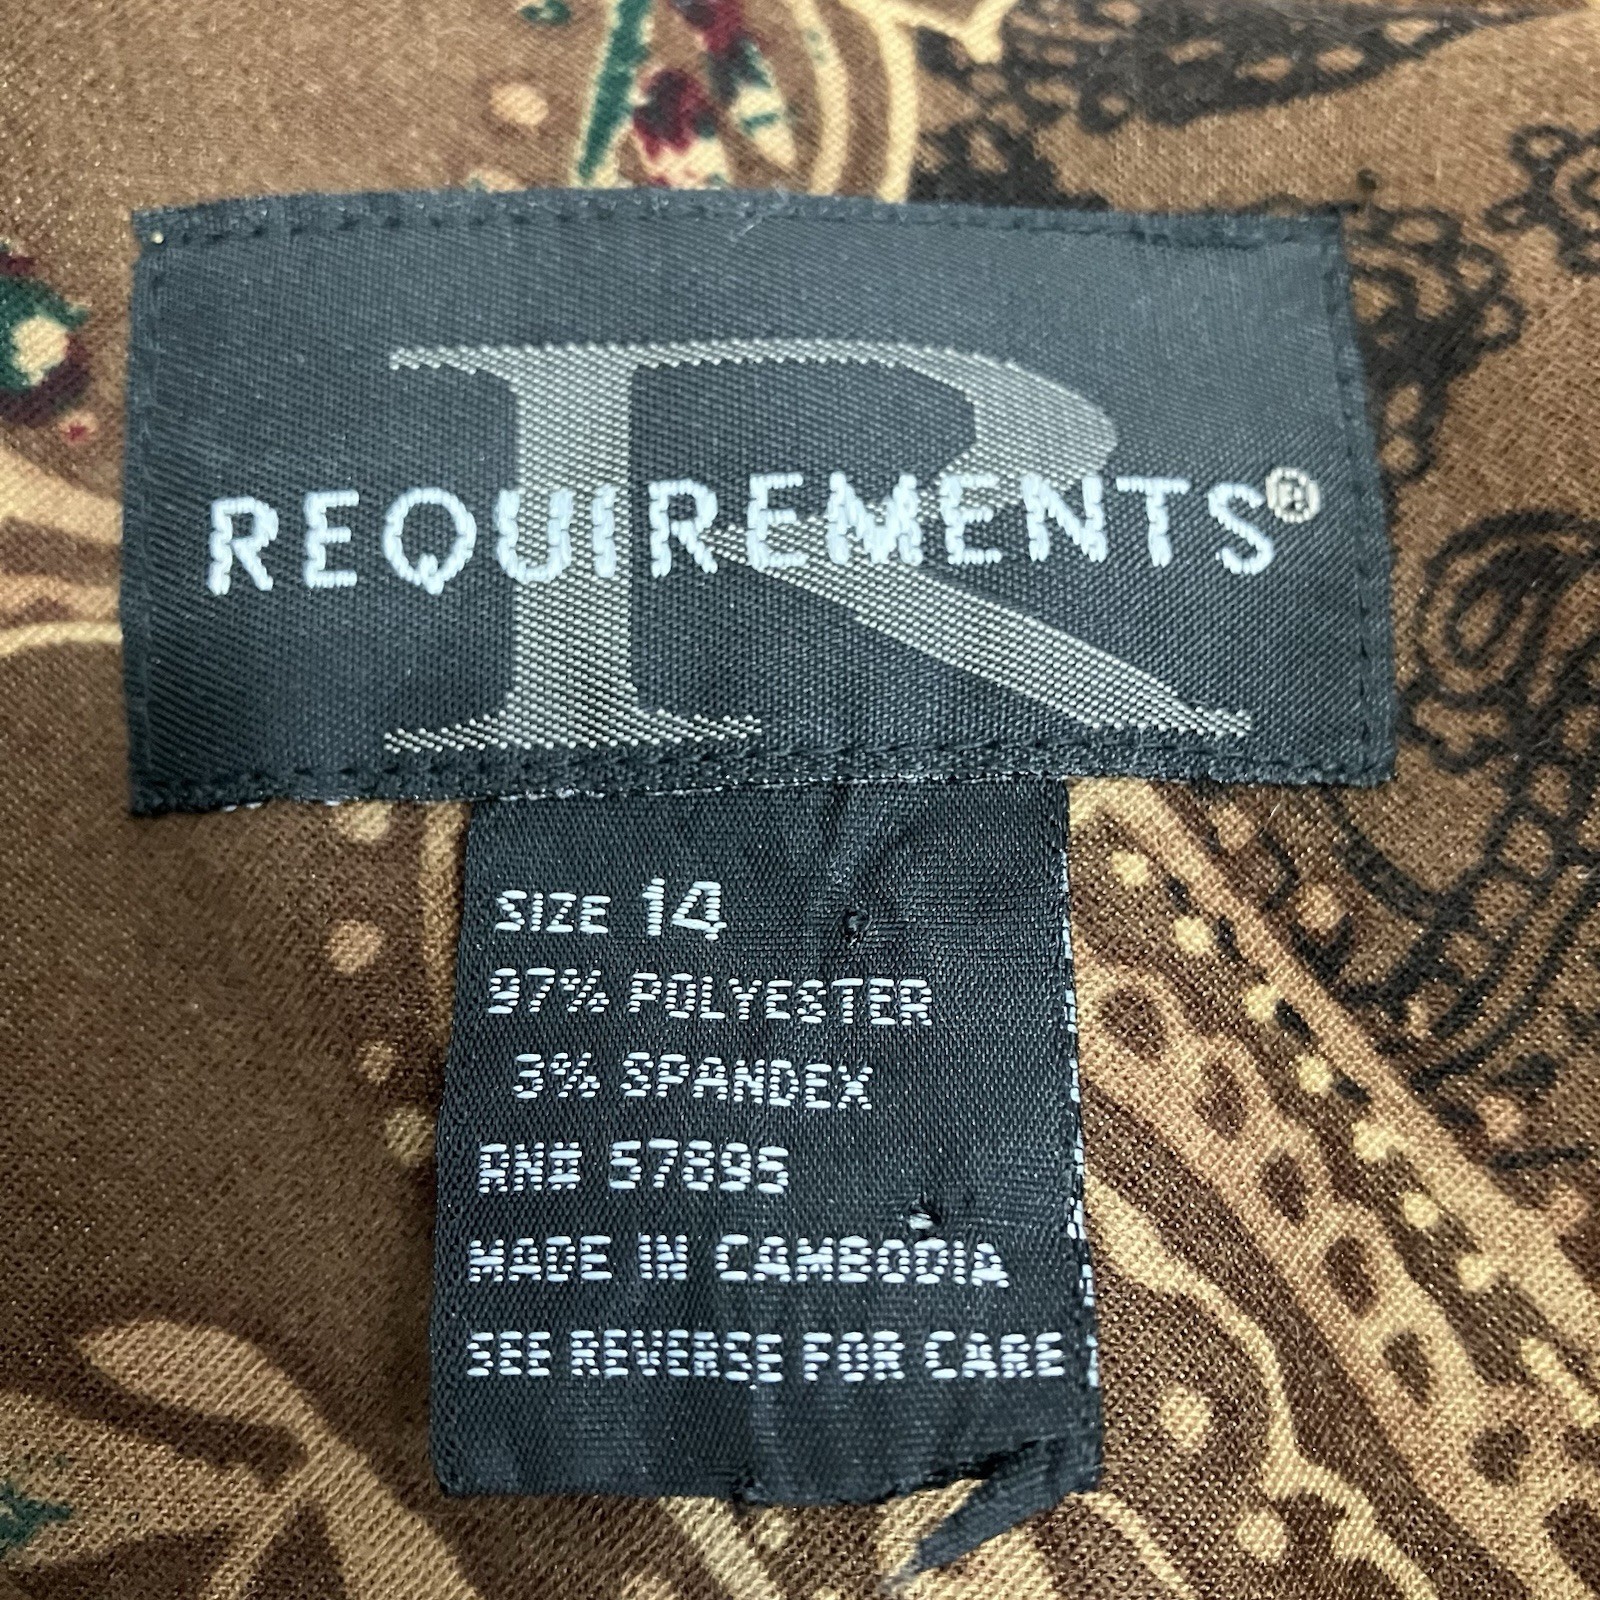 REQUIREMENTS®
SIZE 14
97% POLYESTER
3% SPANDEX
RN# 57895
MADE IN CAMBODIA
SEE REVERSE FOR CARE